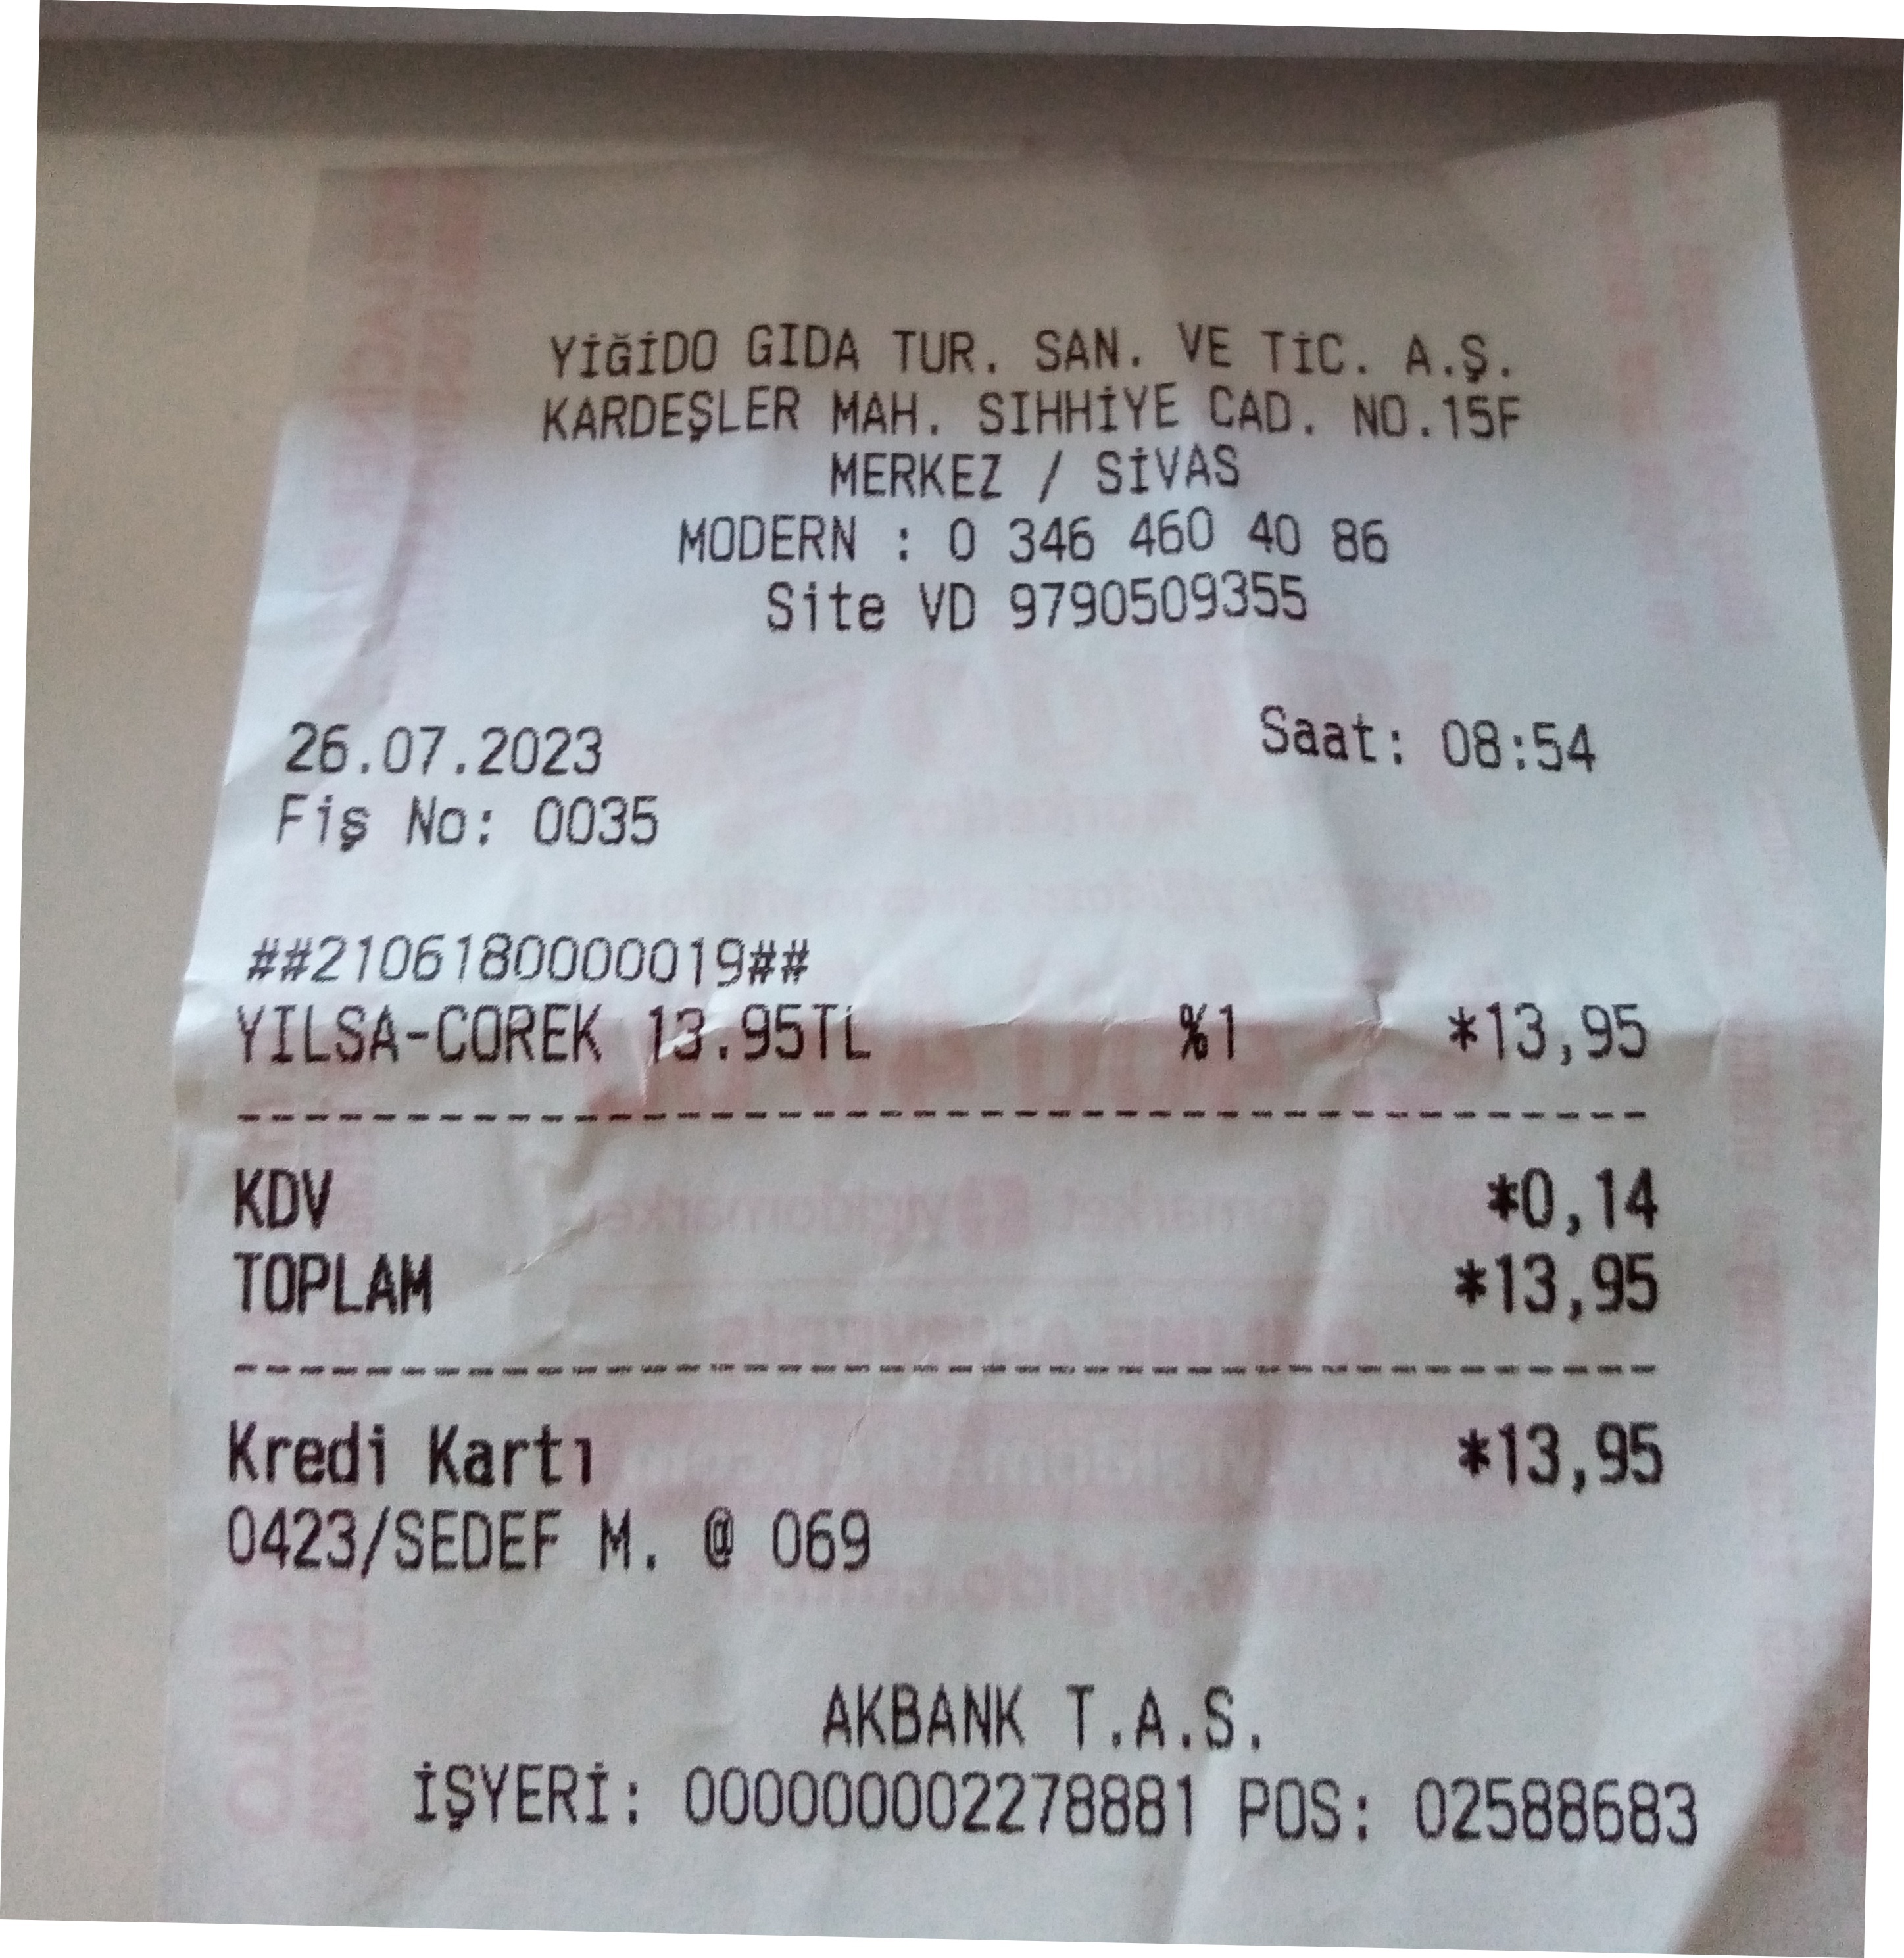 YİĞİDO GIDA TUR. SAN. VE TİC. A.Ş.
KARDEŞLER MAH. SIHHİYE CAD. NO.15F
MERKEZ / SİVAS
MODERN : 0 346 460 40 86
Site VD 9790509355
26.07.2023 Saat: 08:54
Fiş No: 0035
##2106180000019##
YILSA-COREK 13.95TL %1 *13,95
KDV *0,14
TOPLAM *13,95
Kredi Kartı *13,95
0423/SEDEF M. @ 069
AKBANK T.A.S.
İŞYERİ: 000000002278881 POS: 02588683